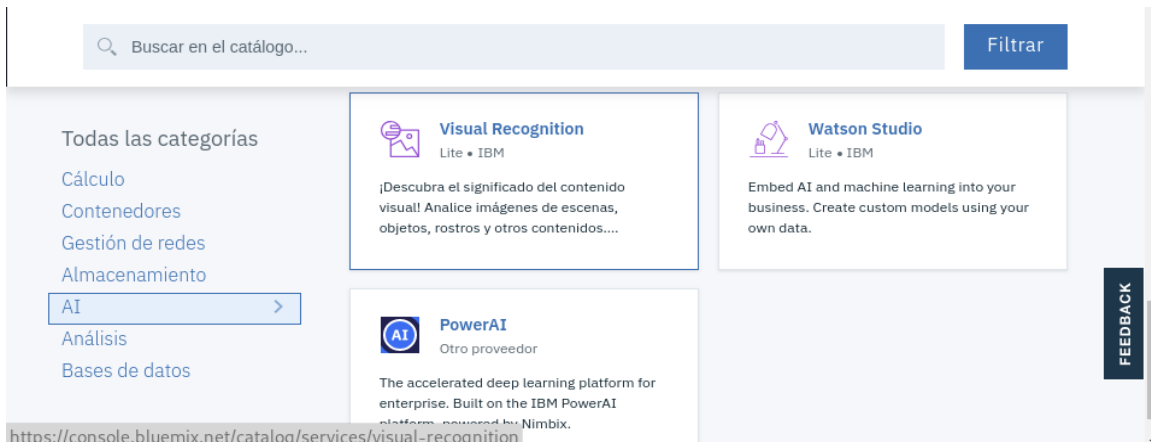 Buscar en el catálogo...
Filtrar
Todas las categorías
Cálculo
Contenedores
Gestión de redes
Almacenamiento
AI
Análisis
Bases de datos
Visual Recognition
Lite • IBM
¡Descubra el significado del contenido
visual! Analice imágenes de escenas,
objetos, rostros y otros contenidos....
Watson Studio
Lite • IBM
Embed AI and machine learning into your
business. Create custom models using your
own data.
AI
PowerAI
Otro proveedor
The accelerated deep learning platform for
enterprise. Built on the IBM PowerAI
platform, powered by Nimbix.
FEEDBACK
https://console.bluemix.net/catalog/services/visual-recognition